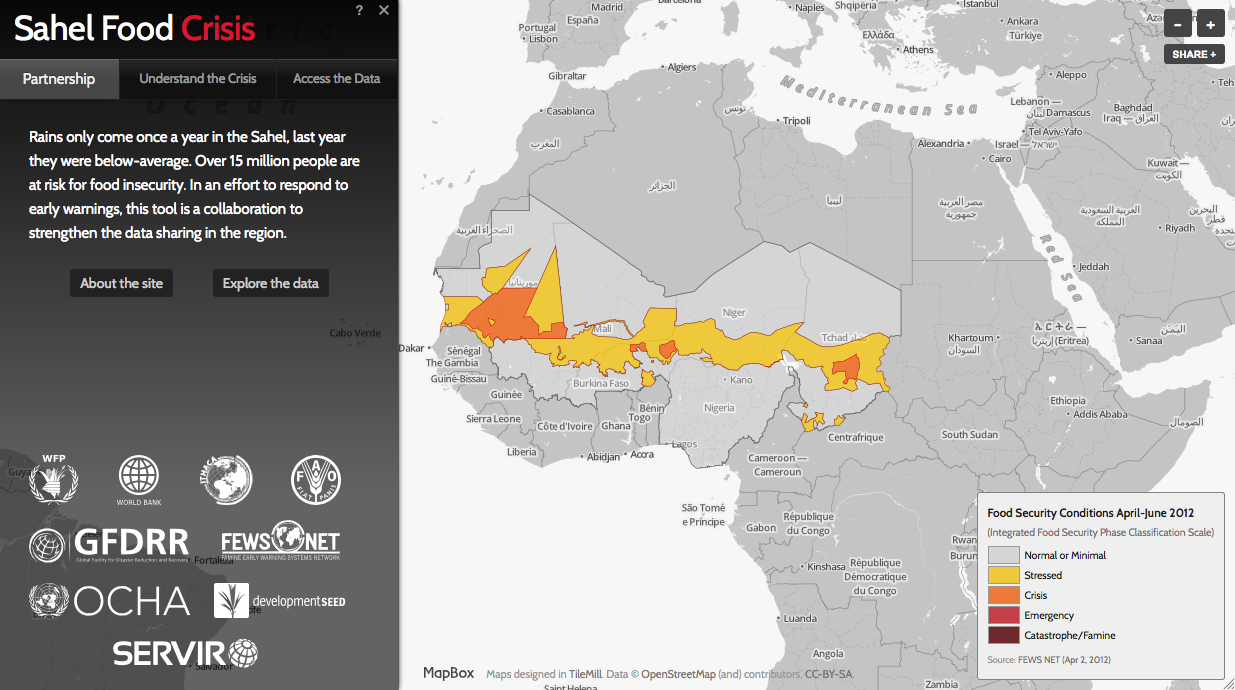 Sahel Food Crisis
?
×
Partnership
Understand the Crisis
Access the Data
Ocean
Rains only come once a year in the Sahel, last year
they were below-average. Over 15 million people are
at risk for food insecurity. In an effort to respond to
early warnings, this tool is a collaboration to
strengthen the data sharing in the region.
About the site
Explore the data
Cabo Verde
WFP
WORLD BANK
ITHACA
F A O
FIAT PANIS
GFDRR
Global Facility for Disaster Reduction and Recovery
FEWS NET
FAMINE EARLY WARNING SYSTEMS NETWORK
Fortaleza
OCHA
developmentSEED
SERVIR
Salvador
-
+
SHARE +
Madrid
España
Portugal
Lisbon
Gibraltar
Casablanca
Algiers
Naples
Shqipëria
Ελλάδα
Athens
Istanbul
Ankara
Türkiye
Mediterranean Sea
تونس
Tripoli
Aleppo
Lebanon —
لبنان
Damascus
Baghdad
Iraq — العراق
Tel Aviv-Yafo
Israel — ישראל
Alexandria
Cairo
Kuwait —
الكويت
المغرب
الجزائر
ليبيا
مصر العربية
جمهورية
العربية السعودية
المملكة
البحرين
قطر
Riyadh
Jeddah
Red Sea
الصحراء الغربية
موريتانيا
Mali
Niger
Tchad تشاد
Khartoum
السودان
ኤርትራ —
إريتريا (Eritrea)
اليمن
Sanaa
Dakar
Sénégal
The Gambia
Guiné-Bissau
Guinée
Sierra Leone
Liberia
Burkina Faso
Côte d'Ivoire
Ghana
Togo
Bénin
Kano
Nigeria
Lagos
Abidjan
Accra
Cameroon —
Cameroun
Centrafrique
South Sudan
Ethiopia
Addis Ababa
الصومال
São Tomé
e Príncipe
Gabon
République
du Congo
Kinshasa
République
Démocratique
du Congo
Luanda
Angola
Zambia
Saint Helena
Food Security Conditions April-June 2012
(Integrated Food Security Phase Classification Scale)
Normal or Minimal
Stressed
Crisis
Emergency
Catastrophe/Famine
Source: FEWS NET (Apr 2, 2012)
MapBox
Maps designed in TileMill. Data © OpenStreetMap (and) contributors, CC-BY-SA.